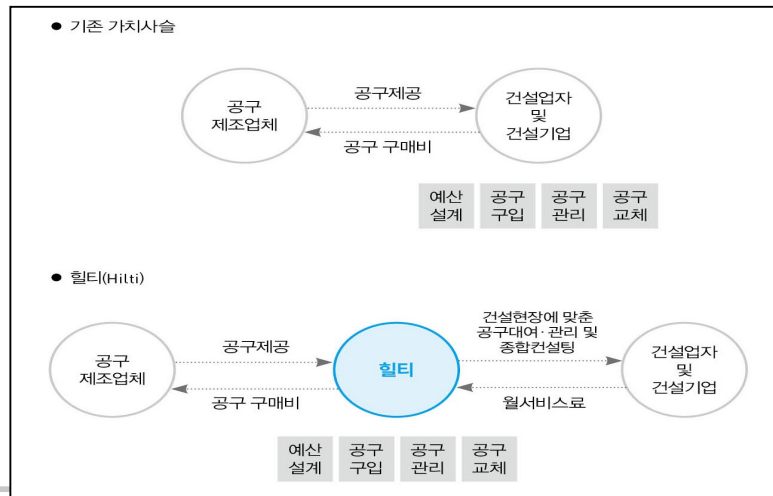 ● 기존 가치사슬
공구
제조업체
공구제공
공구 구매비
건설업자
및
건설기업
예산
설계
공구
구입
공구
관리
공구
교체
● 힐티(Hilti)
공구
제조업체
공구제공
공구 구매비
힐티
건설현장에 맞춘
공구대여·관리 및
종합컨설팅
월서비스료
건설업자
및
건설기업
예산
설계
공구
구입
공구
관리
공구
교체